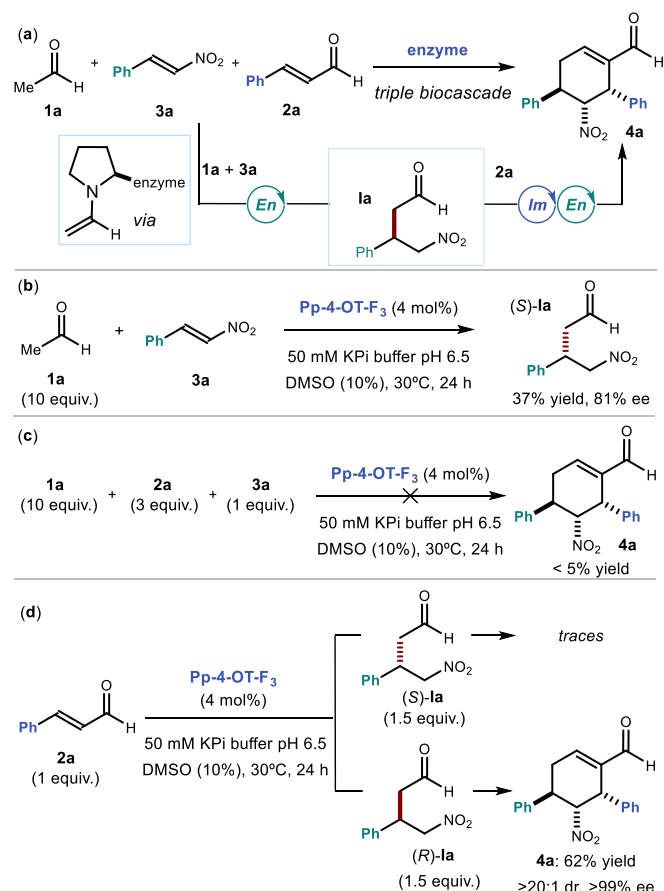 (a)
O
Me H
1a
+
Ph NO₂
3a
+
O
Ph H
2a
enzyme
triple biocascade
O
H
Ph Ph
NO₂ 4a
N enzyme
H via
1a + 3a
En
Ia O
H
Ph NO₂
2a
Im En
(b)
O
Me H
1a
(10 equiv.)
+
Ph NO₂
3a
Pp-4-OT-F₃ (4 mol%)
50 mM KPi buffer pH 6.5
DMSO (10%), 30ºC, 24 h
(S)-Ia O
H
Ph NO₂
37% yield, 81% ee
(c)
1a + 2a + 3a
(10 equiv.) (3 equiv.) (1 equiv.)
Pp-4-OT-F₃ (4 mol%)
50 mM KPi buffer pH 6.5
DMSO (10%), 30ºC, 24 h
O
H
Ph Ph
NO₂ 4a
< 5% yield
(d)
O
Ph H
2a
(1 equiv.)
Pp-4-OT-F₃
(4 mol%)
50 mM KPi buffer pH 6.5
DMSO (10%), 30ºC, 24 h
O
H
Ph NO₂
(S)-Ia
(1.5 equiv.)
traces
O
H
Ph NO₂
(R)-Ia
(1.5 equiv.)
O
H
Ph Ph
NO₂
4a: 62% yield
>20:1 dr, >99% ee